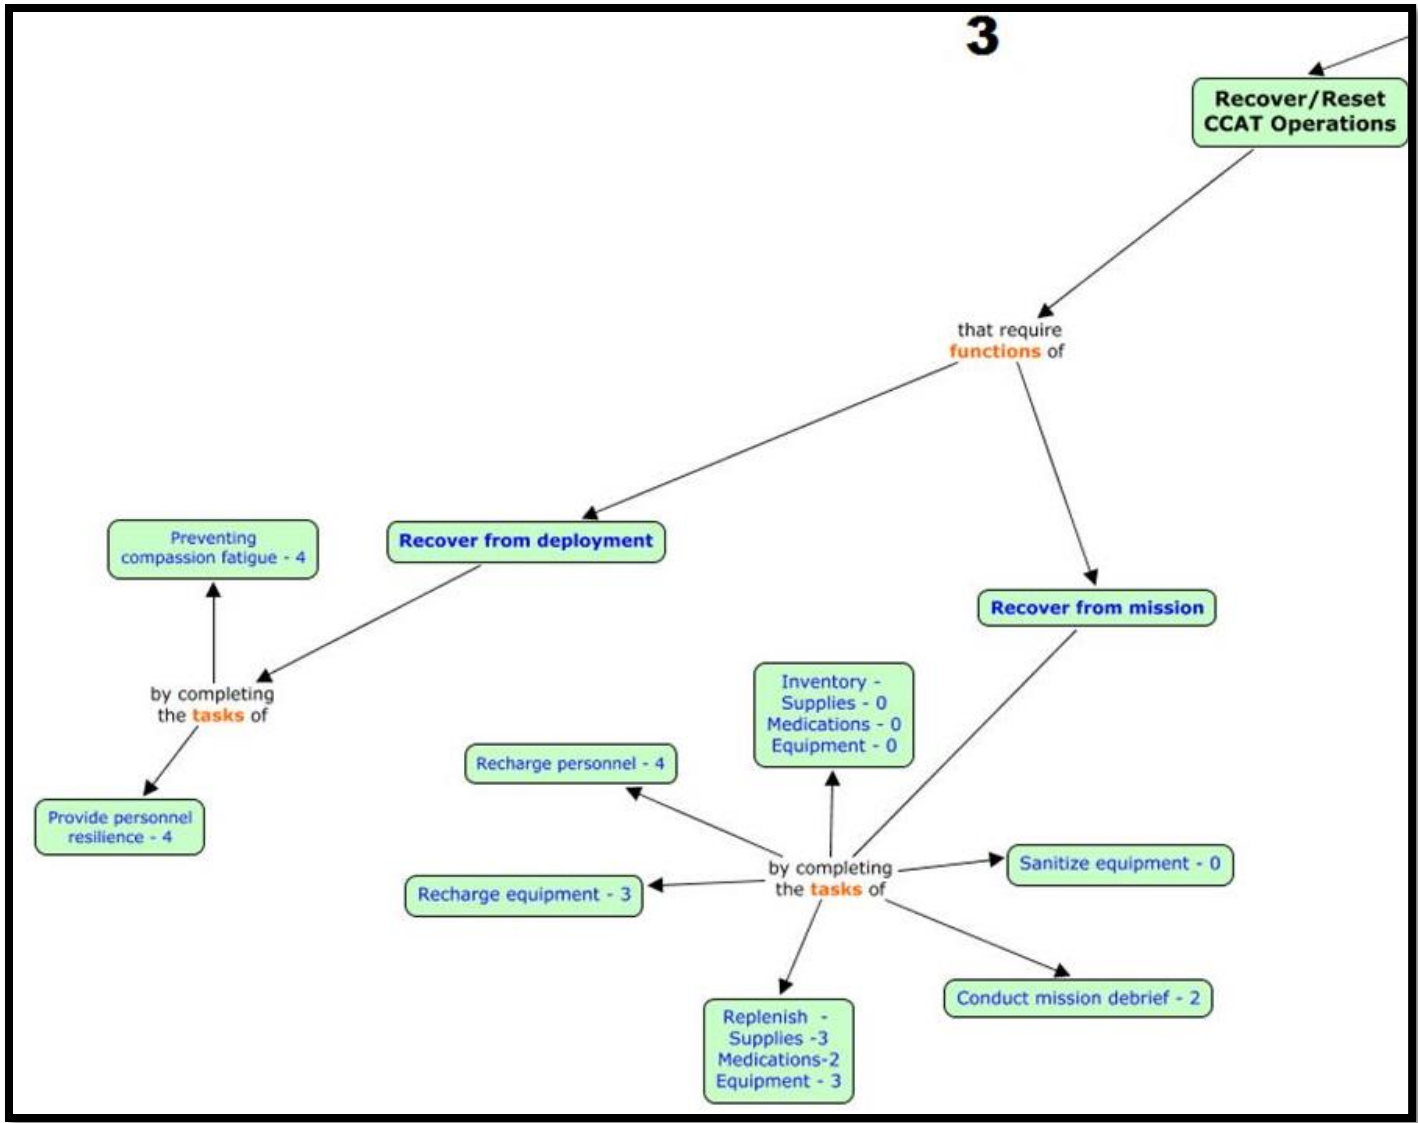 3
Recover/Reset
CCAT Operations
that require
functions of
Recover from deployment
Preventing
compassion fatigue - 4
by completing
the tasks of
Provide personnel
resilience - 4
Recover from mission
Inventory -
Supplies - 0
Medications - 0
Equipment - 0
Recharge personnel - 4
by completing
the tasks of
Sanitize equipment - 0
Recharge equipment - 3
Conduct mission debrief - 2
Replenish -
Supplies -3
Medications-2
Equipment - 3